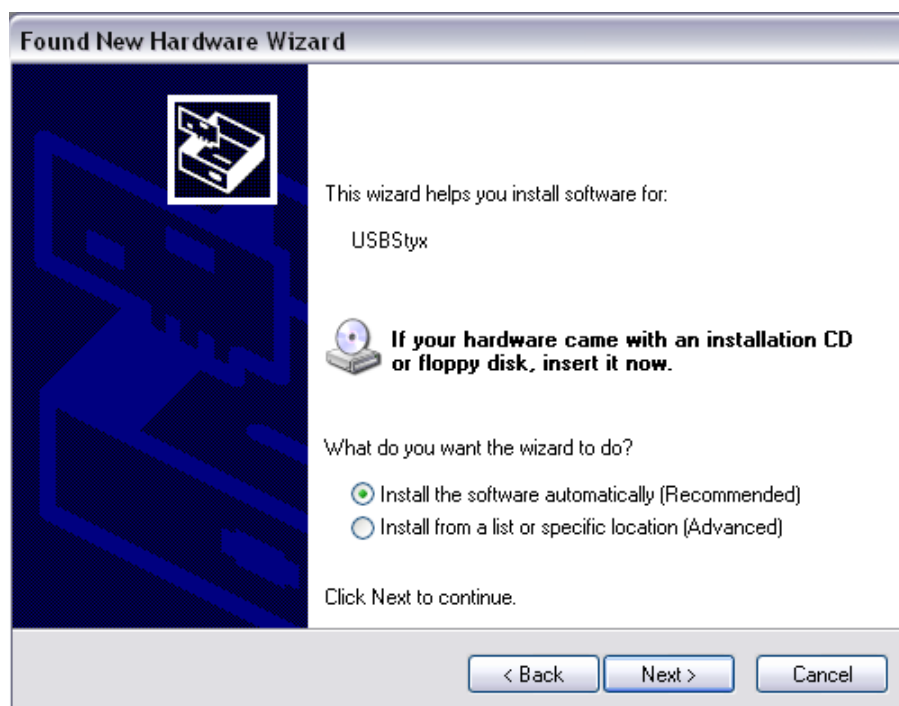 Found New Hardware Wizard
This wizard helps you install software for:
USBStyx
If your hardware came with an installation CD
or floppy disk, insert it now.
What do you want the wizard to do?
Install the software automatically (Recommended)
Install from a list or specific location (Advanced)
Click Next to continue.
< Back Next > Cancel